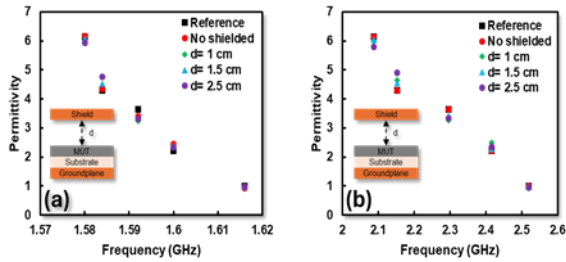 7
6
5
4
3
2
1
0
Permittivity
Reference
No shielded
d= 1 cm
d= 1.5 cm
d= 2.5 cm
Shield
d
MUT
Substrate
Groundplane
(a)
1.57 1.58 1.59 1.6 1.61 1.62
Frequency (GHz)
7
6
5
4
3
2
1
0
Permittivity
Reference
No shielded
d= 1 cm
d= 1.5 cm
d= 2.5 cm
Shield
d
MUT
Substrate
Groundplane
(b)
2 2.1 2.2 2.3 2.4 2.5 2.6
Frequency (GHz)